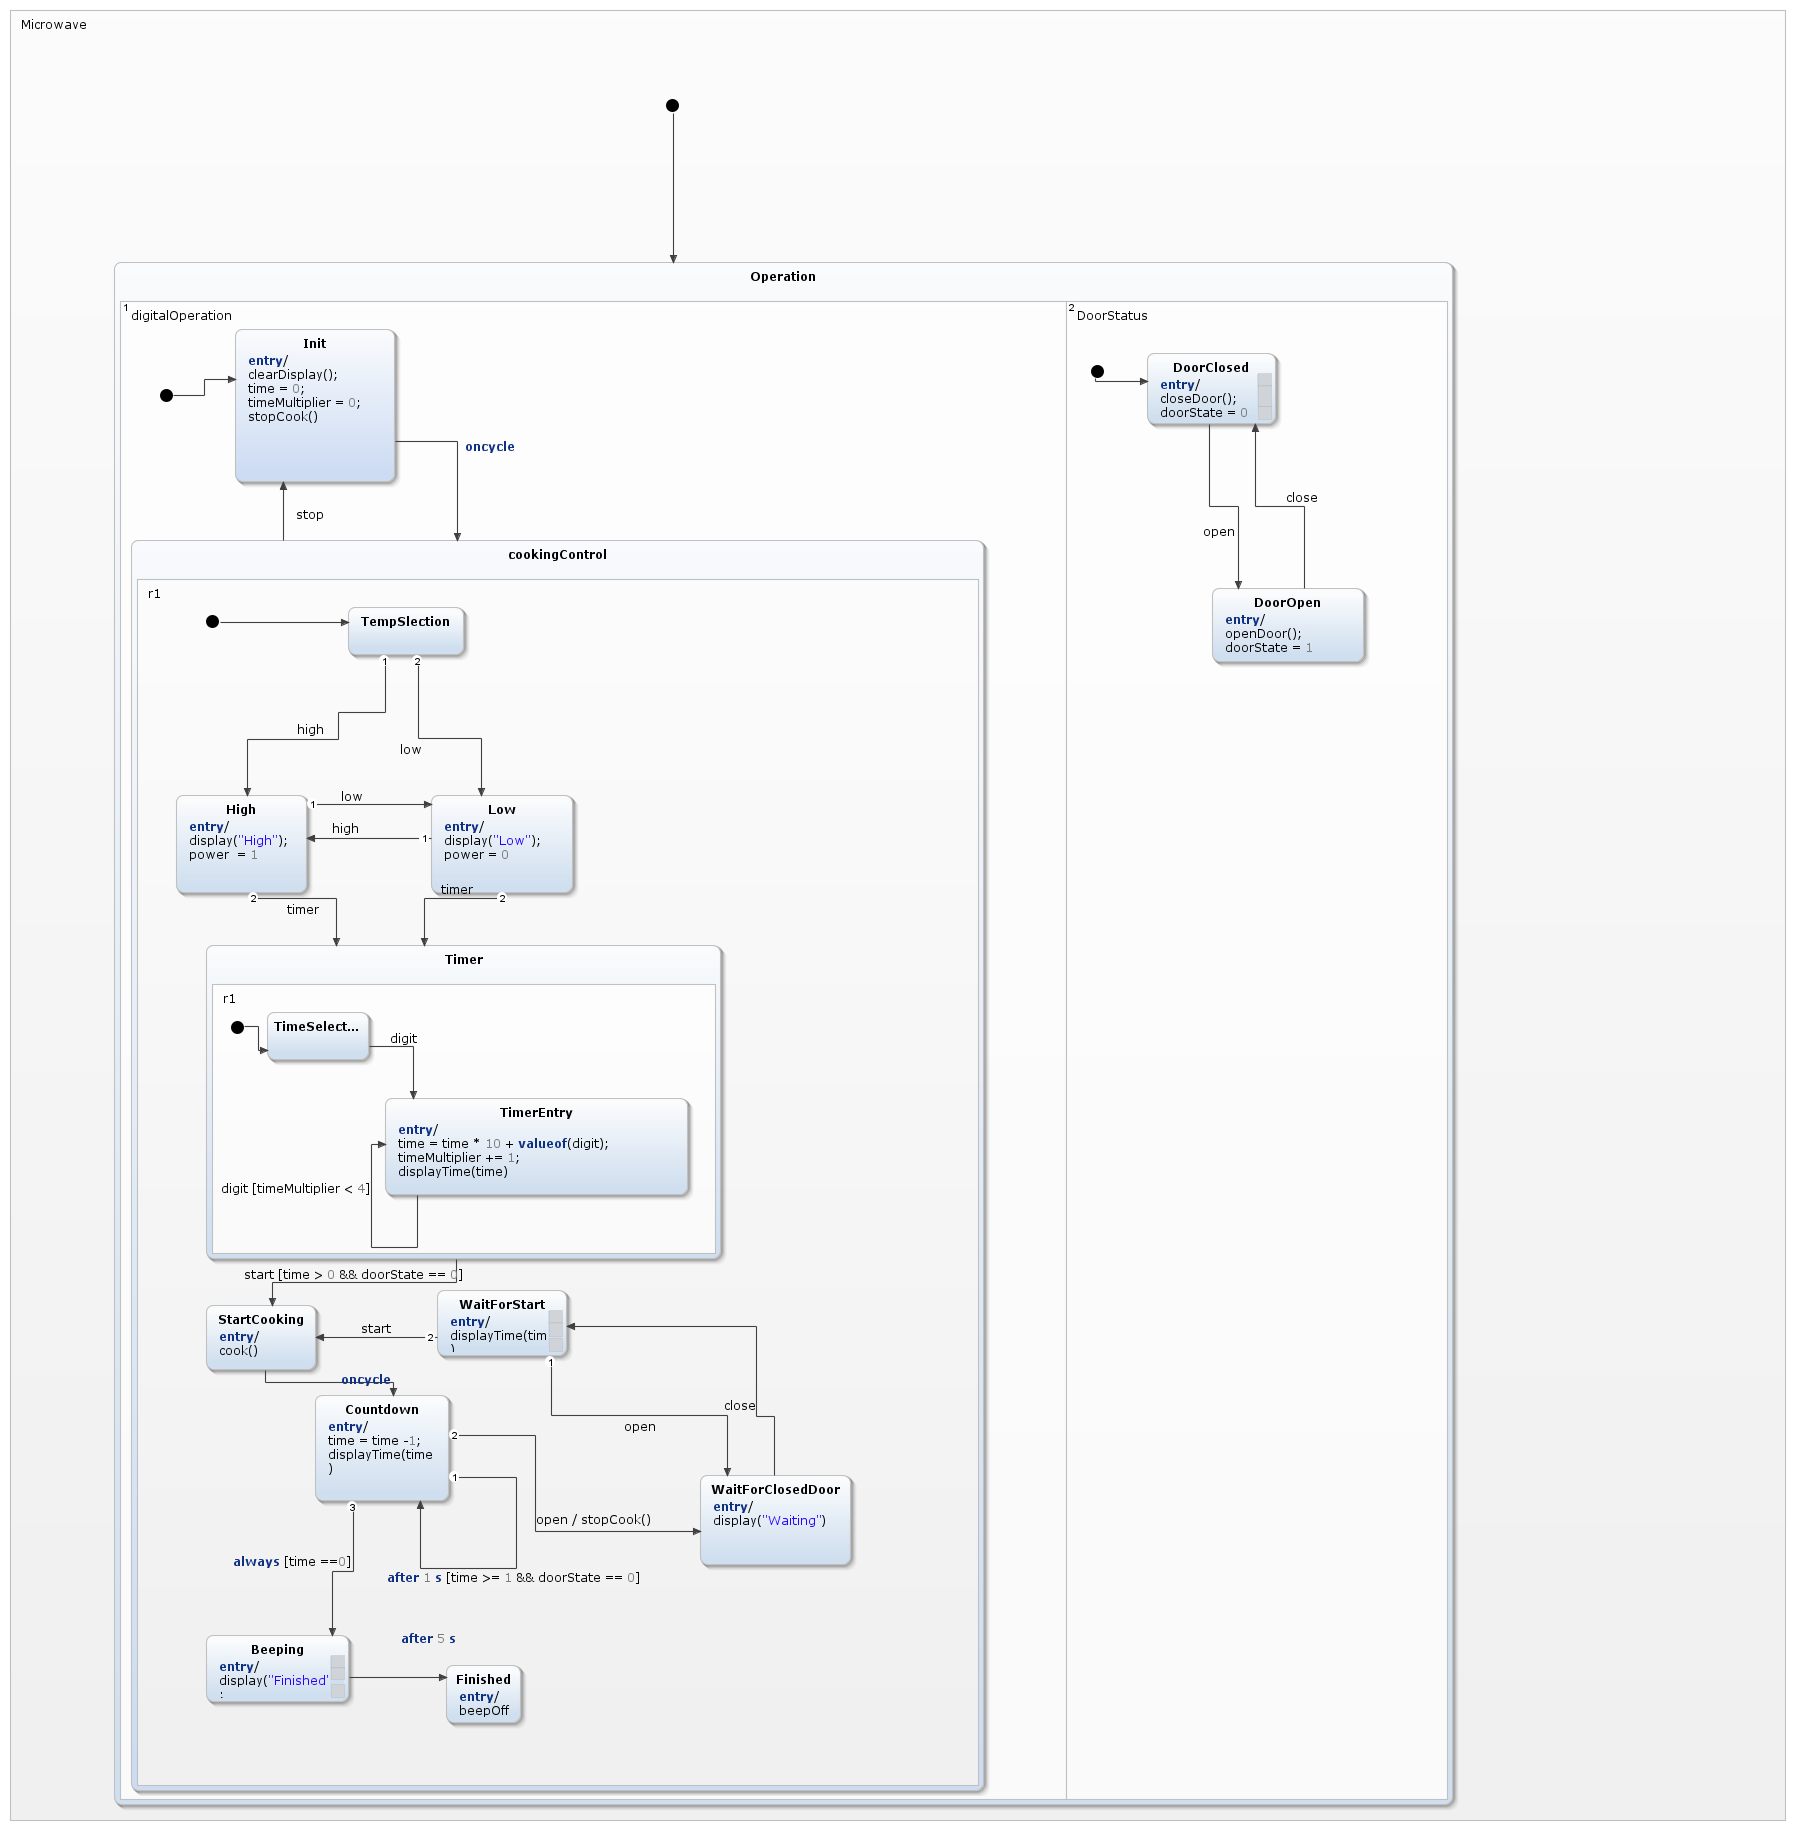 Microwave
Operation
1
digitalOperation
Init
entry/
clearDisplay();
time = 0;
timeMultiplier = 0;
stopCook()
oncycle
stop
cookingControl
r1
TempSlection
1
2
high
low
High
entry/
display("High");
power  = 1
1
low
high
1
Low
entry/
display("Low");
power = 0
timer
2
timer
2
Timer
r1
TimeSelect...
digit
TimerEntry
entry/
time = time * 10 + valueof(digit);
timeMultiplier += 1;
displayTime(time)
digit [timeMultiplier < 4]
start [time > 0 && doorState == 0]
StartCooking
entry/
cook()
start
2
WaitForStart
entry/
displayTime(tim
)
1
oncycle
Countdown
entry/
time = time -1;
displayTime(time
)
2
1
3
close
open
WaitForClosedDoor
entry/
display("Waiting")
open / stopCook()
always [time ==0]
after 1 s [time >= 1 && doorState == 0]
Beeping
entry/
display("Finished"
;
after 5 s
Finished
entry/
beepOff
2
DoorStatus
DoorClosed
entry/
closeDoor();
doorState = 0
open
close
DoorOpen
entry/
openDoor();
doorState = 1